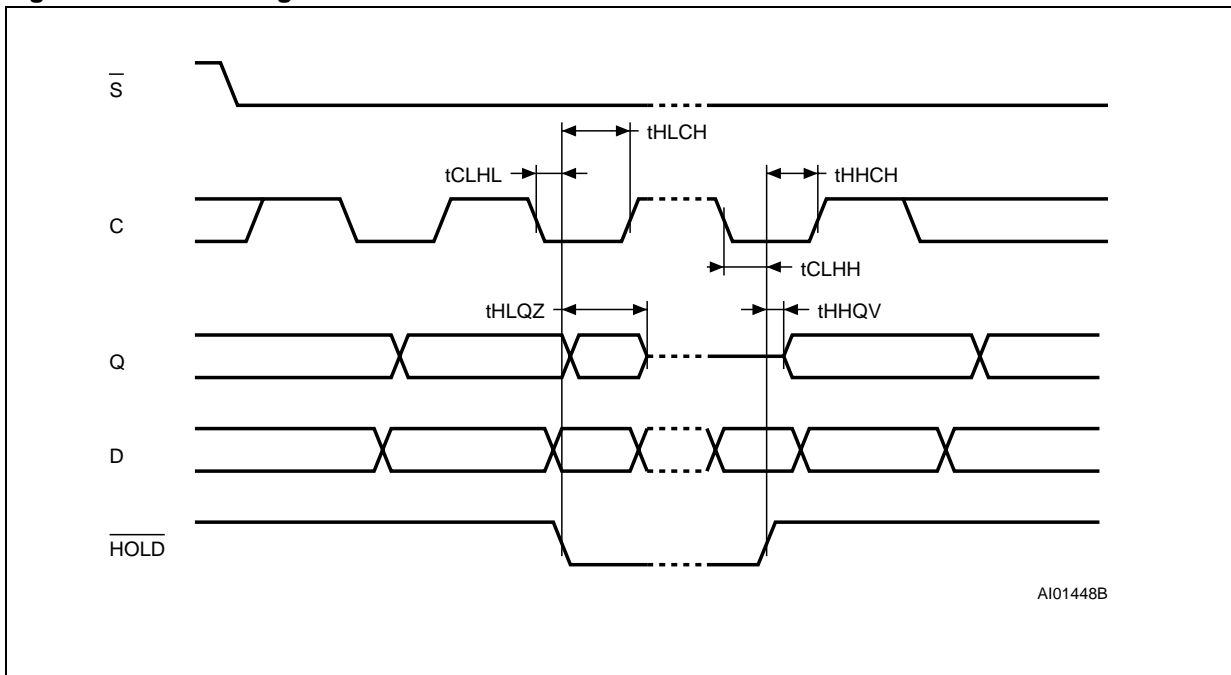 S
tHLCH
tCLHL
tHHCH
C
tCLHH
tHLQZ
tHHQV
Q
D
HOLD
AI01448B